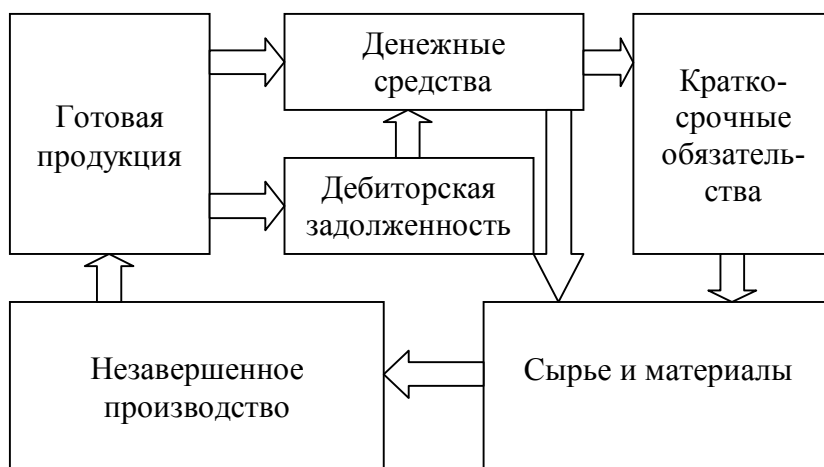 Готовая
продукция
Денежные
средства
Кратко-
срочные
обязатель-
ства
Дебиторская
задолженность
Незавершенное
производство
Сырье и материалы